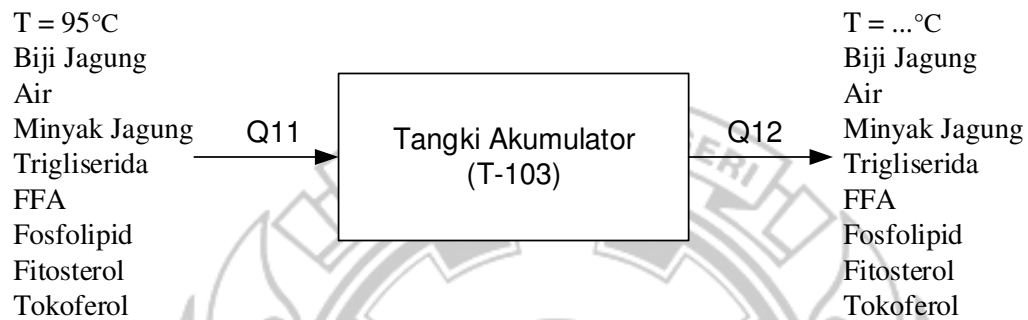 T = 95°C
Biji Jagung
Air
Minyak Jagung
Trigliserida
FFA
Fosfolipid
Fitosterol
Tokoferol
Q11
Tangki Akumulator
(T-103)
Q12
T = ...°C
Biji Jagung
Air
Minyak Jagung
Trigliserida
FFA
Fosfolipid
Fitosterol
Tokoferol